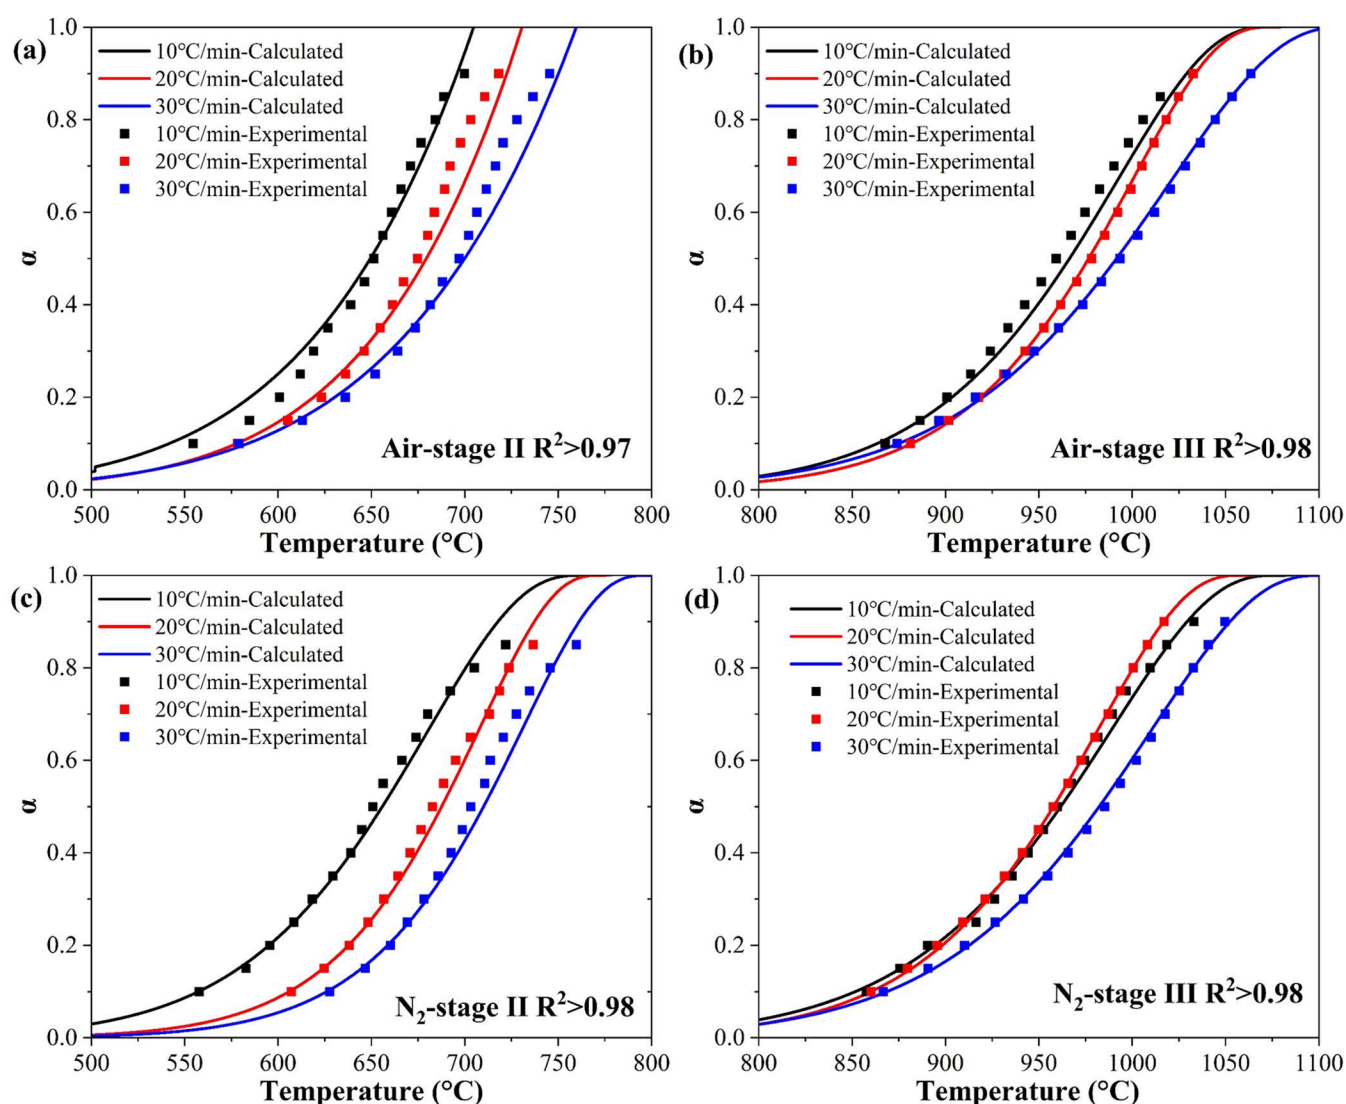 (a)
1.0
0.8
0.6
0.4
0.2
0.0
α
10°C/min-Calculated
20°C/min-Calculated
30°C/min-Calculated
10°C/min-Experimental
20°C/min-Experimental
30°C/min-Experimental
Air-stage II R²>0.97
500 550 600 650 700 750 800
Temperature (°C)
(b)
1.0
0.8
0.6
0.4
0.2
0.0
α
10°C/min-Calculated
20°C/min-Calculated
30°C/min-Calculated
10°C/min-Experimental
20°C/min-Experimental
30°C/min-Experimental
Air-stage III R²>0.98
800 850 900 950 1000 1050 1100
Temperature (°C)
(c)
1.0
0.8
0.6
0.4
0.2
0.0
α
10°C/min-Calculated
20°C/min-Calculated
30°C/min-Calculated
10°C/min-Experimental
20°C/min-Experimental
30°C/min-Experimental
N₂-stage II R²>0.98
500 550 600 650 700 750 800
Temperature (°C)
(d)
1.0
0.8
0.6
0.4
0.2
0.0
α
10°C/min-Calculated
20°C/min-Calculated
30°C/min-Calculated
10°C/min-Experimental
20°C/min-Experimental
30°C/min-Experimental
N₂-stage III R²>0.98
800 850 900 950 1000 1050 1100
Temperature (°C)